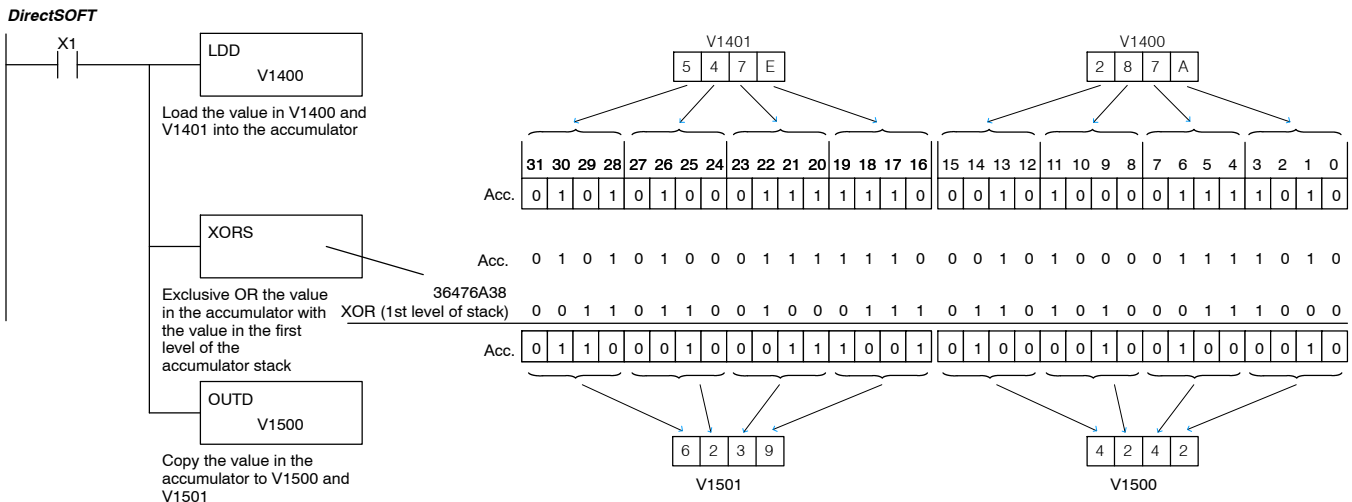 DirectSOFT
X1
LDD
V1400
Load the value in V1400 and
V1401 into the accumulator
XORS
Exclusive OR the value
in the accumulator with
the value in the first
level of the
accumulator stack
OUTD
V1500
Copy the value in the
accumulator to V1500 and
V1501
V1401 V1400
5 4 7 E 2 8 7 A
31 30 29 28 27 26 25 24 23 22 21 20 19 18 17 16 15 14 13 12 11 10 9 8 7 6 5 4 3 2 1 0
Acc. 0 1 0 1 0 1 0 0 0 1 1 1 1 1 1 0 0 0 1 0 1 0 0 0 0 1 1 1 1 0 1 0
Acc. 0 1 0 1 0 1 0 0 0 1 1 1 1 1 1 0 0 0 1 0 1 0 0 0 0 1 1 1 1 0 1 0
36476A38
XOR (1st level of stack) 0 0 1 1 0 1 1 0 0 1 0 0 0 1 1 1 0 1 1 0 1 0 1 0 0 0 1 1 1 0 0 0
Acc. 0 1 1 0 0 0 1 0 0 0 1 1 1 0 0 1 0 1 0 0 0 0 1 0 0 1 0 0 0 0 1 0
6 2 3 9 4 2 4 2
V1501 V1500